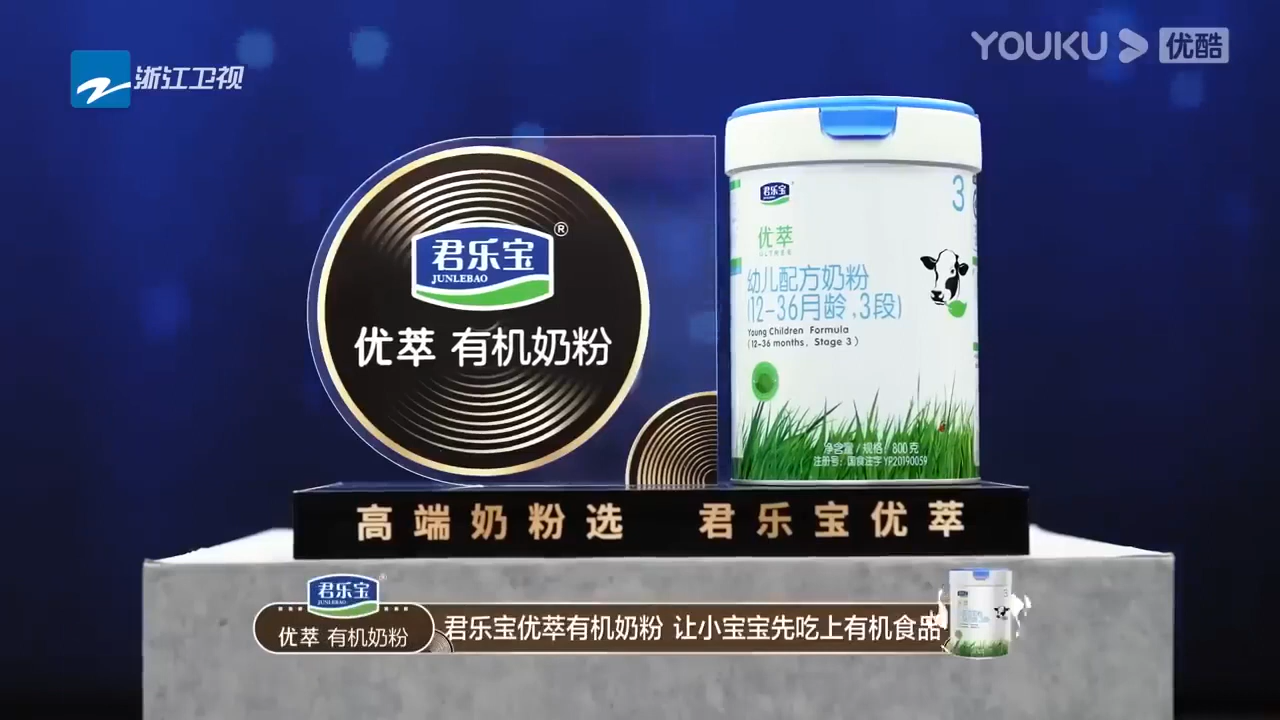 浙江卫视
YOUKU 优酷
君乐宝®
JUNLEBAO
优萃 有机奶粉
君乐宝
3
优萃
幼儿配方奶粉
(12-36月龄,3段)
Young Children Formula
(12-36 months, Stage 3)
净含量/规格:800克
注册号:国食注字YP20190059
高端奶粉选 君乐宝优萃
君乐宝
JUNLEBAO
优萃 有机奶粉
君乐宝优萃有机奶粉 让小宝宝先吃上有机食品